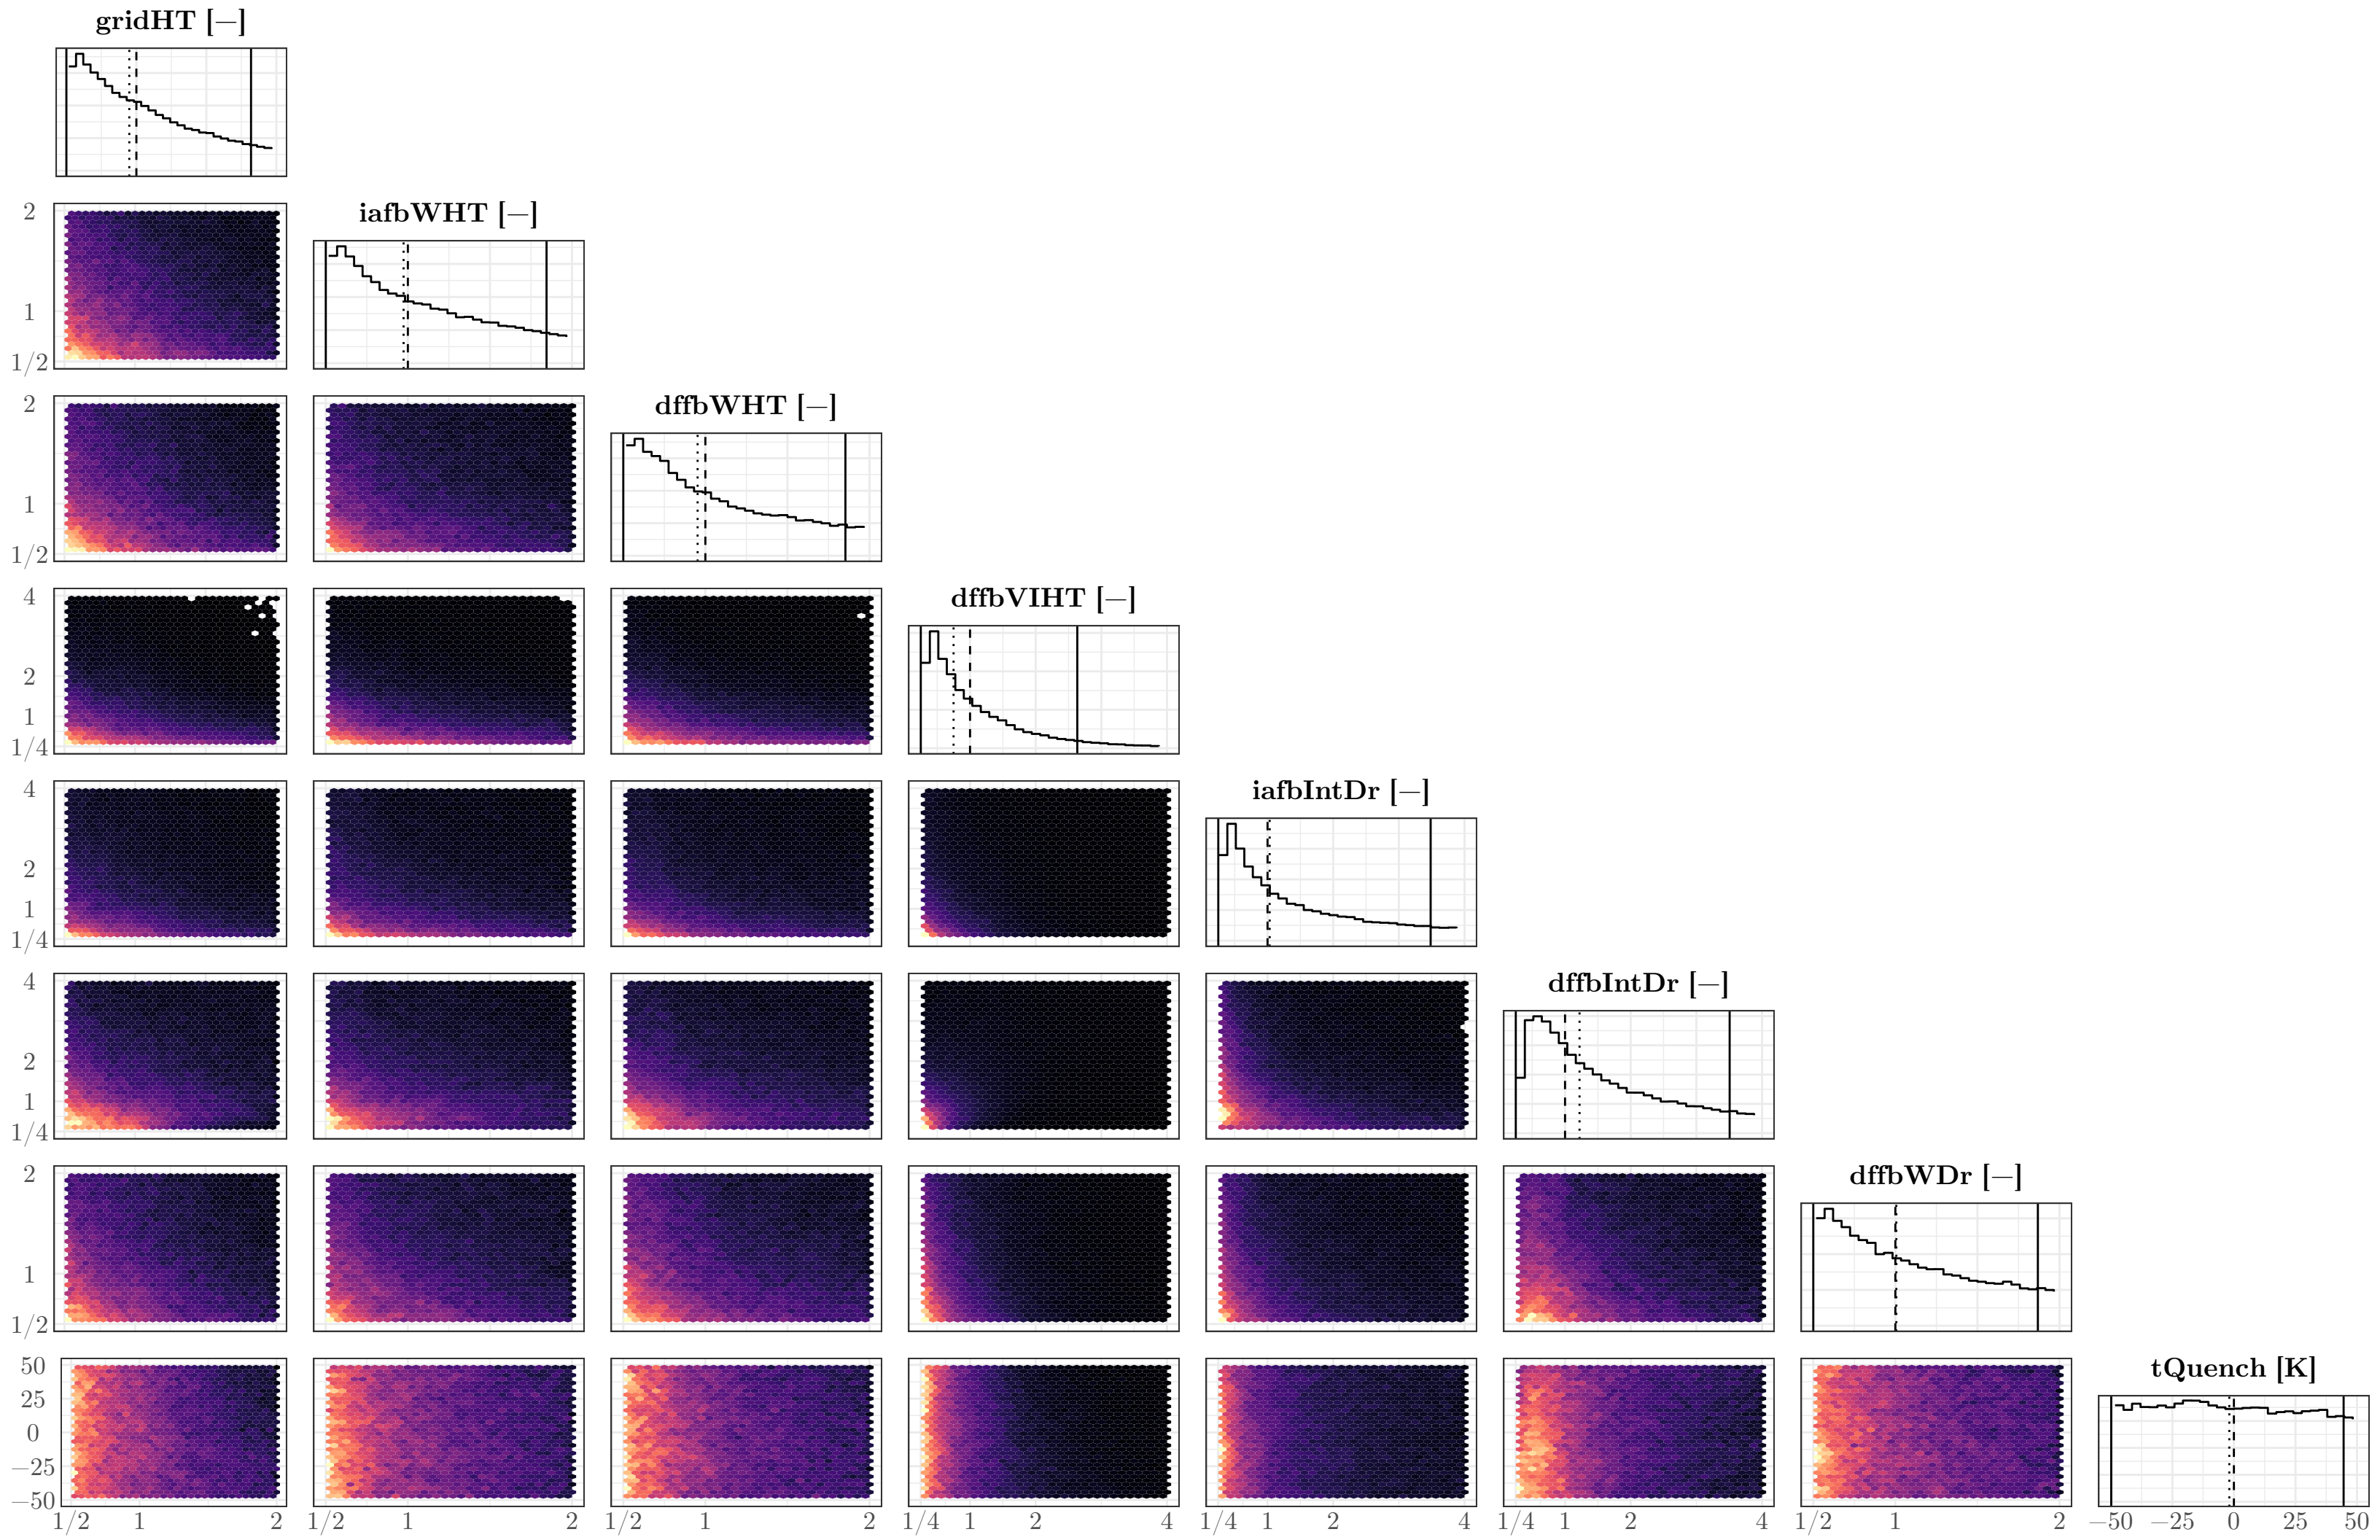 gridHT [—]
2
1
1/2
iafbWHT [—]
2
1
1/2
dffbWHT [—]
4
2
1
1/4
dffbVIHT [—]
4
2
1
1/4
iafbIntDr [—]
4
2
1
1/4
dffbIntDr [—]
2
1
1/2
dffbWDr [—]
50
25
0
−25
−50
tQuench [K]
1/2 1 2 1/2 1 2 1/2 1 2 1/4 1 2 4 1/4 1 2 4 1/4 1 2 4 1/2 1 2 −50 −25 0 25 50